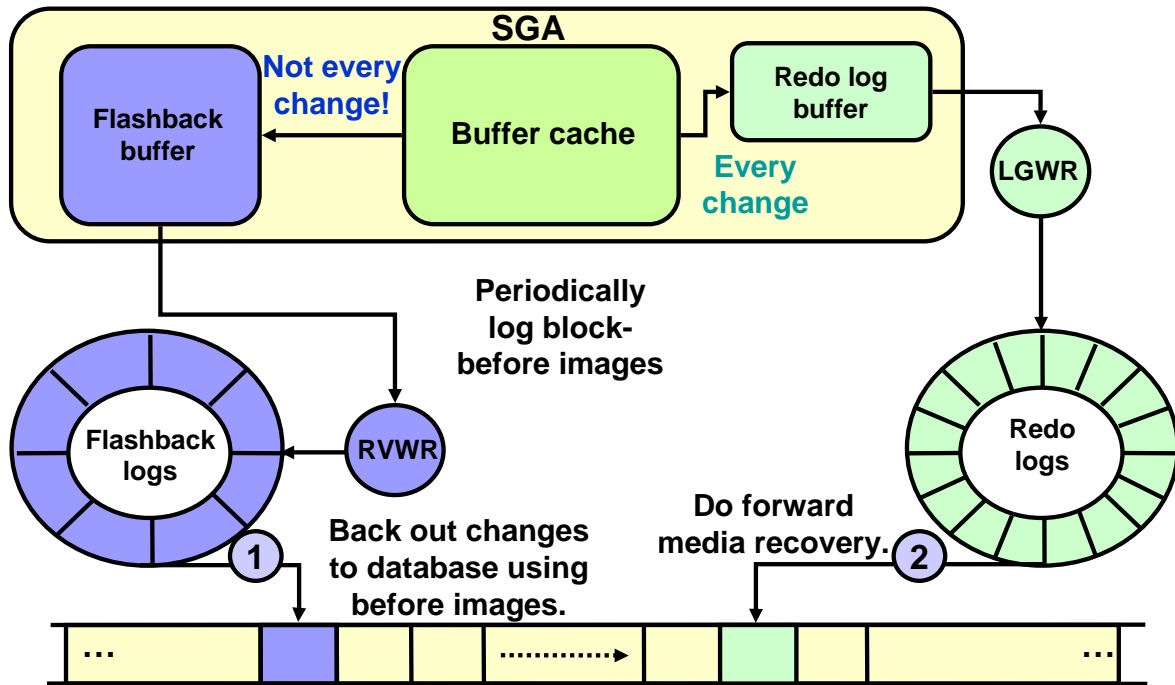 SGA
Not every
change!
Flashback
buffer
Buffer cache
Redo log
buffer
Every
change
LGWR
Periodically
log block-
before images
Flashback
logs
RVWR
Redo
logs
1
Back out changes
to database using
before images.
Do forward
media recovery.
2
...
...